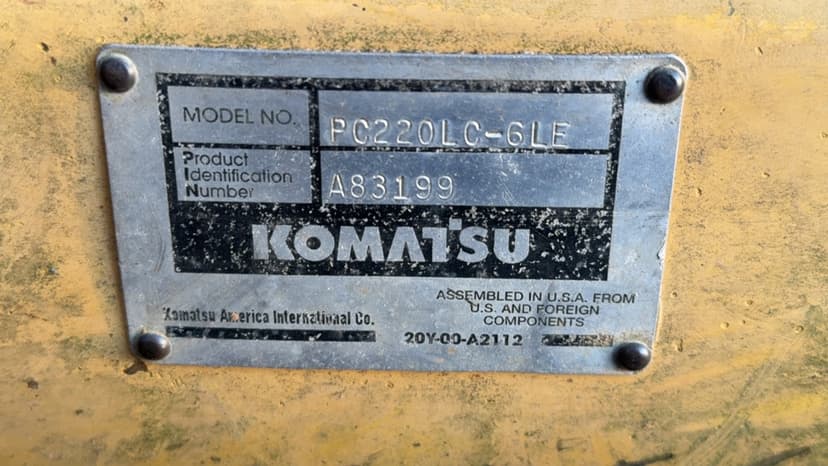 MODEL NO. PC220LC-6LE
Product
Identification
Number A83199
KOMATSU
ASSEMBLED IN U.S.A. FROM
U.S. AND FOREIGN
COMPONENTS
Komatsu America International Co.
20Y-00-A2112